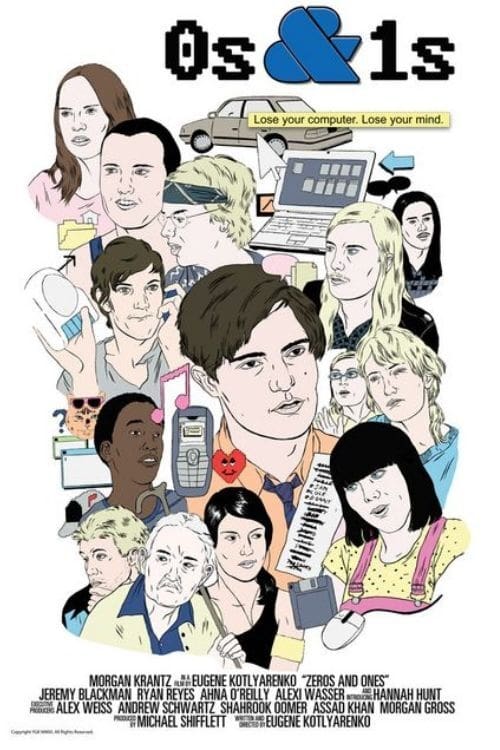 0s & 1s
Lose your computer. Lose your mind.
MORGAN KRANTZ IN A FILM BY EUGENE KOTLYARENKO "ZEROS AND ONES"
JEREMY BLACKMAN RYAN REYES AHNA O'REILLY ALEXI WASSER AND INTRODUCING HANNAH HUNT
EXECUTIVE PRODUCERS ALEX WEISS ANDREW SCHWARTZ SHAHROOK OOMER ASSAD KHAN MORGAN GROSS
PRODUCED BY MICHAEL SHIFFLETT WRITTEN AND DIRECTED BY EUGENE KOTLYARENKO